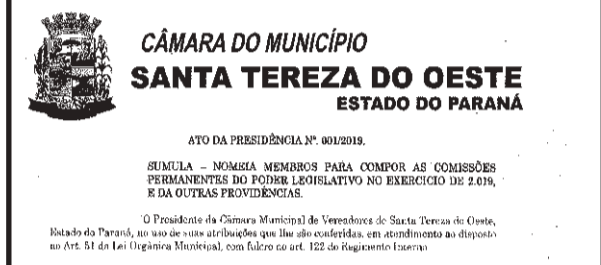 CÂMARA DO MUNICÍPIO
SANTA TEREZA DO OESTE
ESTADO DO PARANÁ
ATO DA PRESIDÊNCIA Nº. 001/2019.
SUMULA – NOMEIA MEMBROS PARA COMPOR AS COMISSÕES
PERMANENTES DO PODER LEGISLATIVO NO EXERCICIO DE 2.019,
E DA OUTRAS PROVIDÊNCIAS.
O Presidente da Câmara Municipal de Vereadores de Santa Tereza do Oeste,
Estado do Paraná, no uso de suas atribuições que lhe são conferidas, em atendimento ao disposto
no Art. 51 da Lei Orgânica Municipal, com fulcro no art. 122 do Regimento Interno